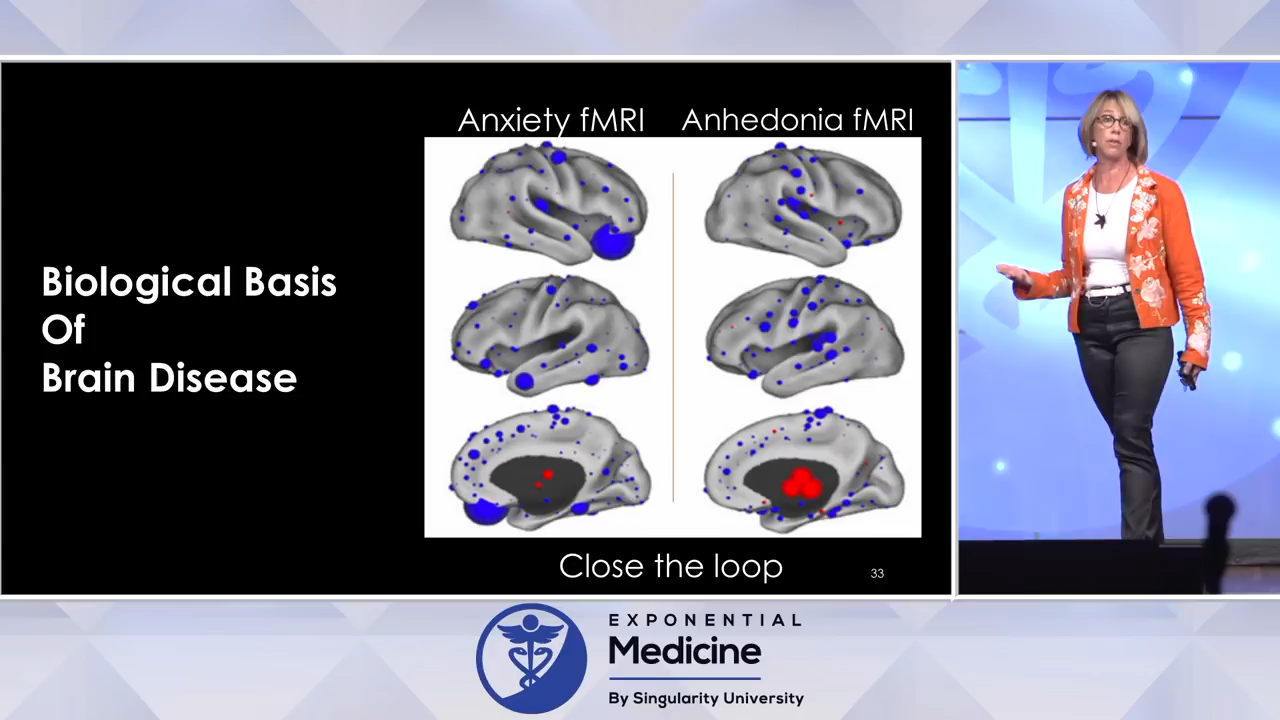 Anxiety fMRI
Anhedonia fMRI
Biological Basis
Of
Brain Disease
Close the loop
33
EXPONENTIAL
Medicine
By Singularity University